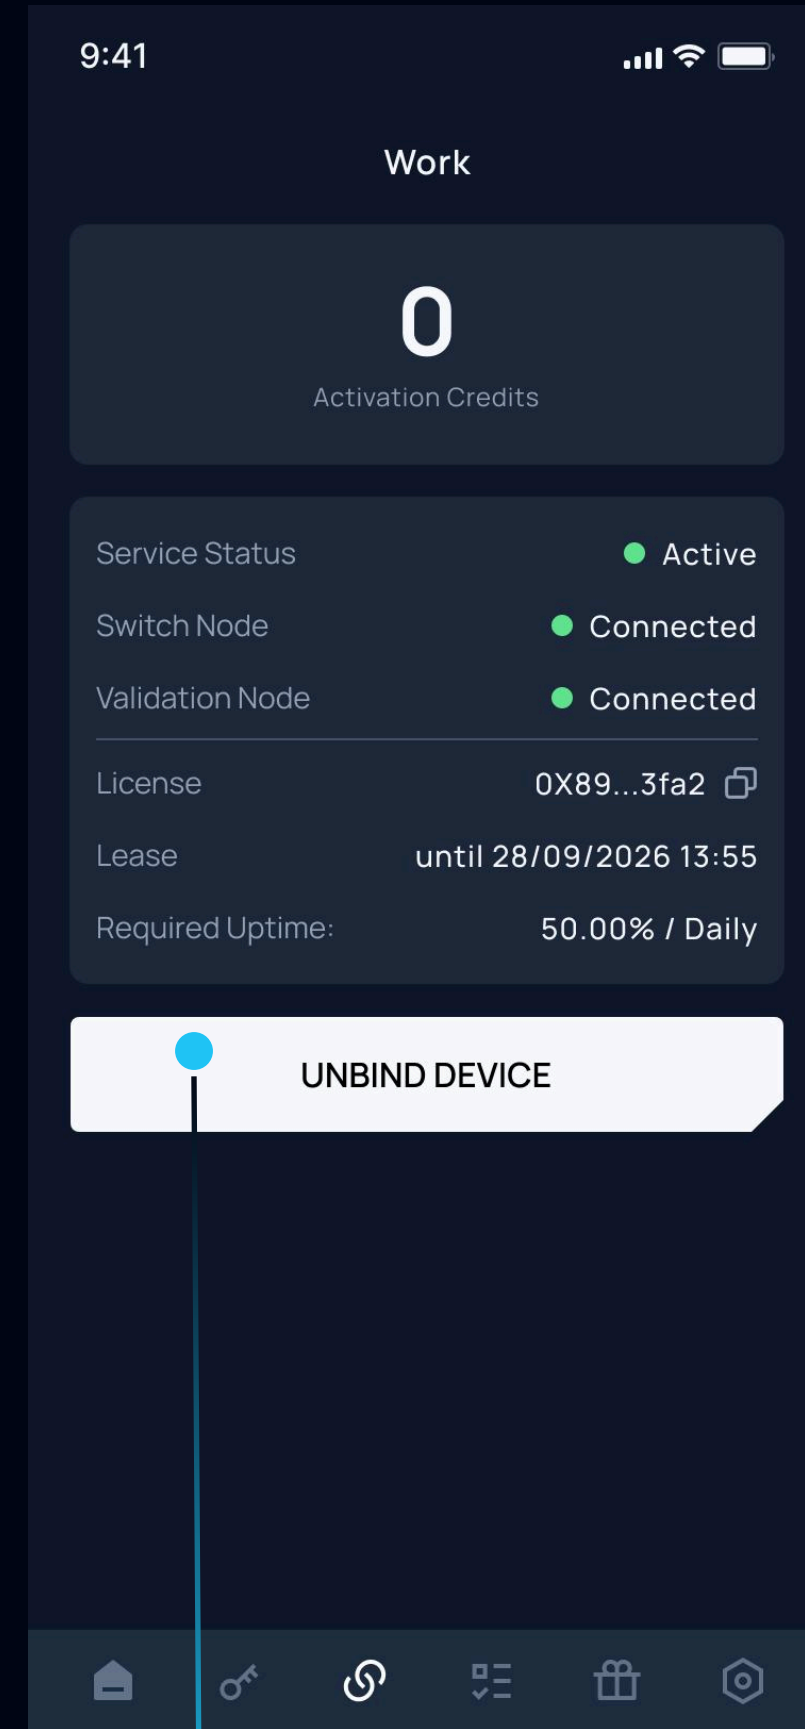 9:41
Work
0
Activation Credits
Service Status Active
Switch Node Connected
Validation Node Connected
License 0X89...3fa2
Lease until 28/09/2026 13:55
Required Uptime: 50.00% / Daily
UNBIND DEVICE